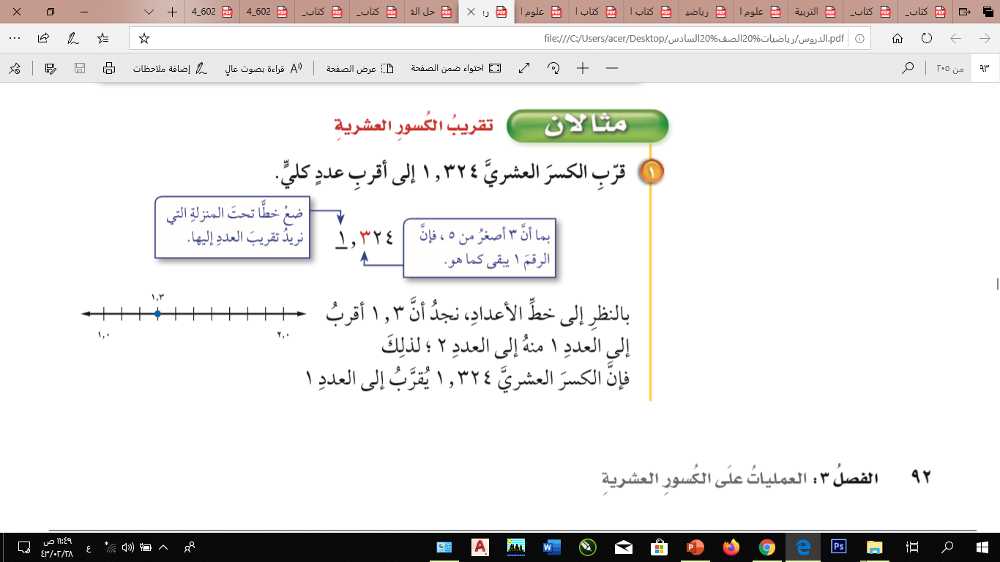 كتاب_
كتاب_
كتاب_
التربية
علوم ا
رياضي
كتاب ا
كتاب ا
علوم ا
حل الف
كتاب_
كتاب_
4_602
4_602
file:///C:/Users/acer/Desktop/الدروس/رياضيات%20الصف%20السادس.pdf
٩٣
من ٢٠٥
احتواء ضمن الصفحة
عرض الصفحة
قراءة بصوت عالٍ
إضافة ملاحظات
مثالان
تقريبُ الكُسورِ العشريةِ
١
قرّبِ الكسرَ العشريَّ ١,٣٢٤ إلى أقربِ عددٍ كليٍّ.
ضعْ خطًّا تحتَ المنزلةِ التي
نريدُ تقريبَ العددِ إليها.
١,٣٢٤
بما أنَّ ٣ أصغرُ من ٥ ، فإنَّ
الرقمَ ١ يبقى كما هو.
بالنظرِ إلى خطِّ الأعدادِ، نجدُ أنَّ ١,٣ أقربُ
إلى العددِ ١ منهُ إلى العددِ ٢ ؛ لذلِكَ
فإنَّ الكسرَ العشريَّ ١,٣٢٤ يُقرَّبُ إلى العددِ ١
١,٣
١,٠
٢,٠
٩٢
الفصلُ ٣ : العملياتُ علَى الكُسورِ العشريةِ
ع
١١:٤٩ ص
٤٣/٠٢/٢٨